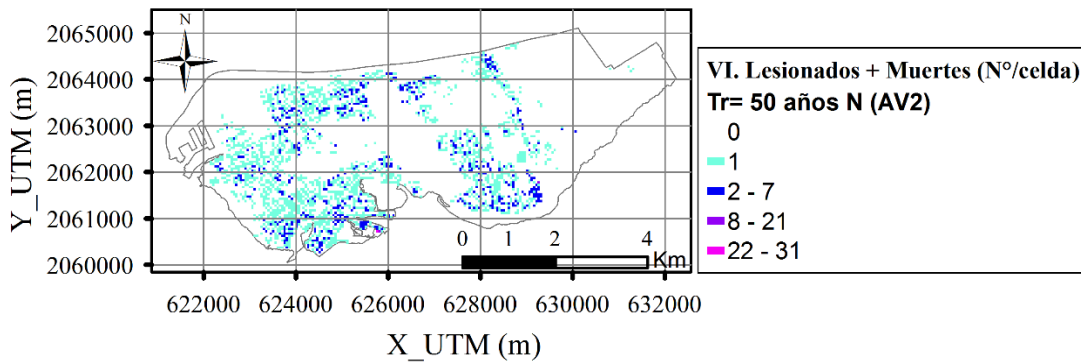 N
Y_UTM (m)
2065000
2064000
2063000
2062000
2061000
2060000
0 1 2 4
Km
622000 624000 626000 628000 630000 632000
X_UTM (m)
VI. Lesionados + Muertes (N°/celda)
Tr= 50 años N (AV2)
0
1
2 - 7
8 - 21
22 - 31